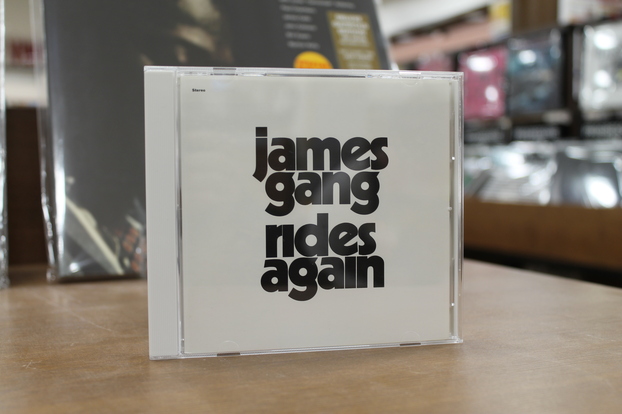 Stereo
james
gang
rides
again